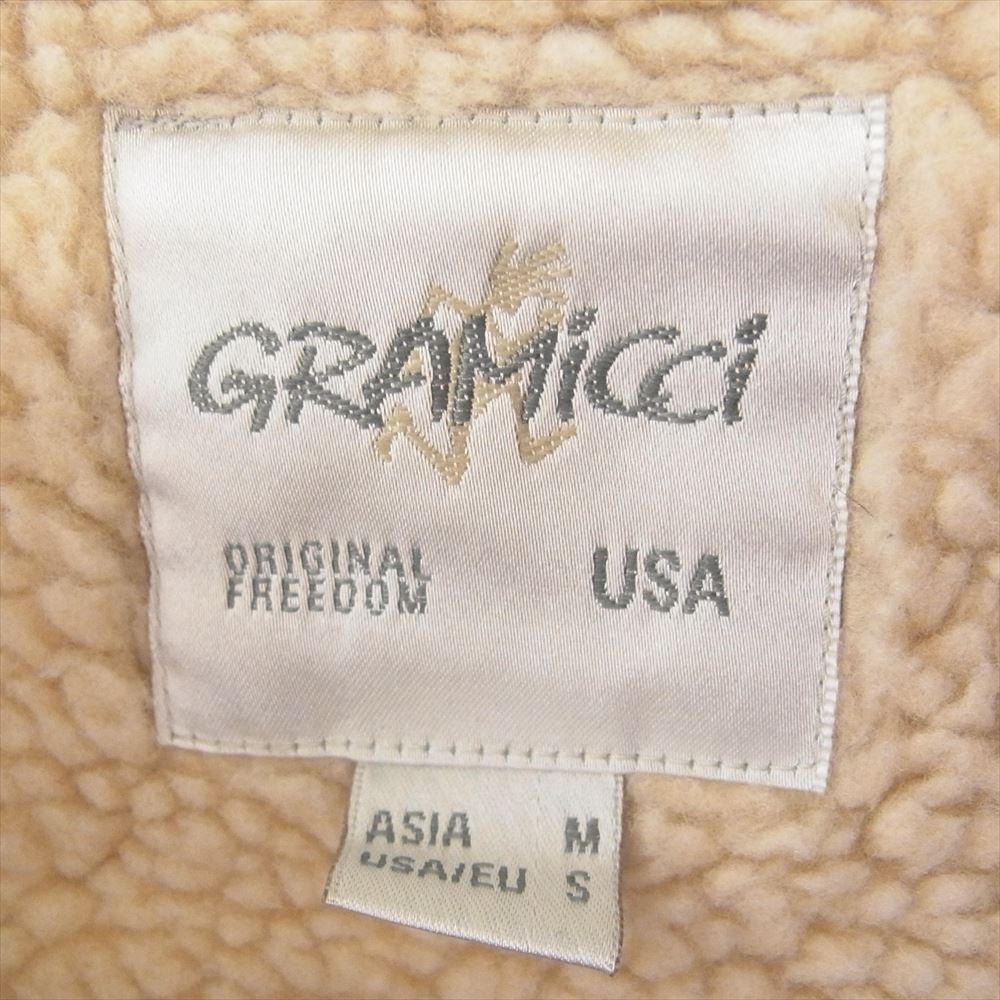 GRAMicci
ORIGINAL
FREEDOM
USA
ASIA M
USA/EU S